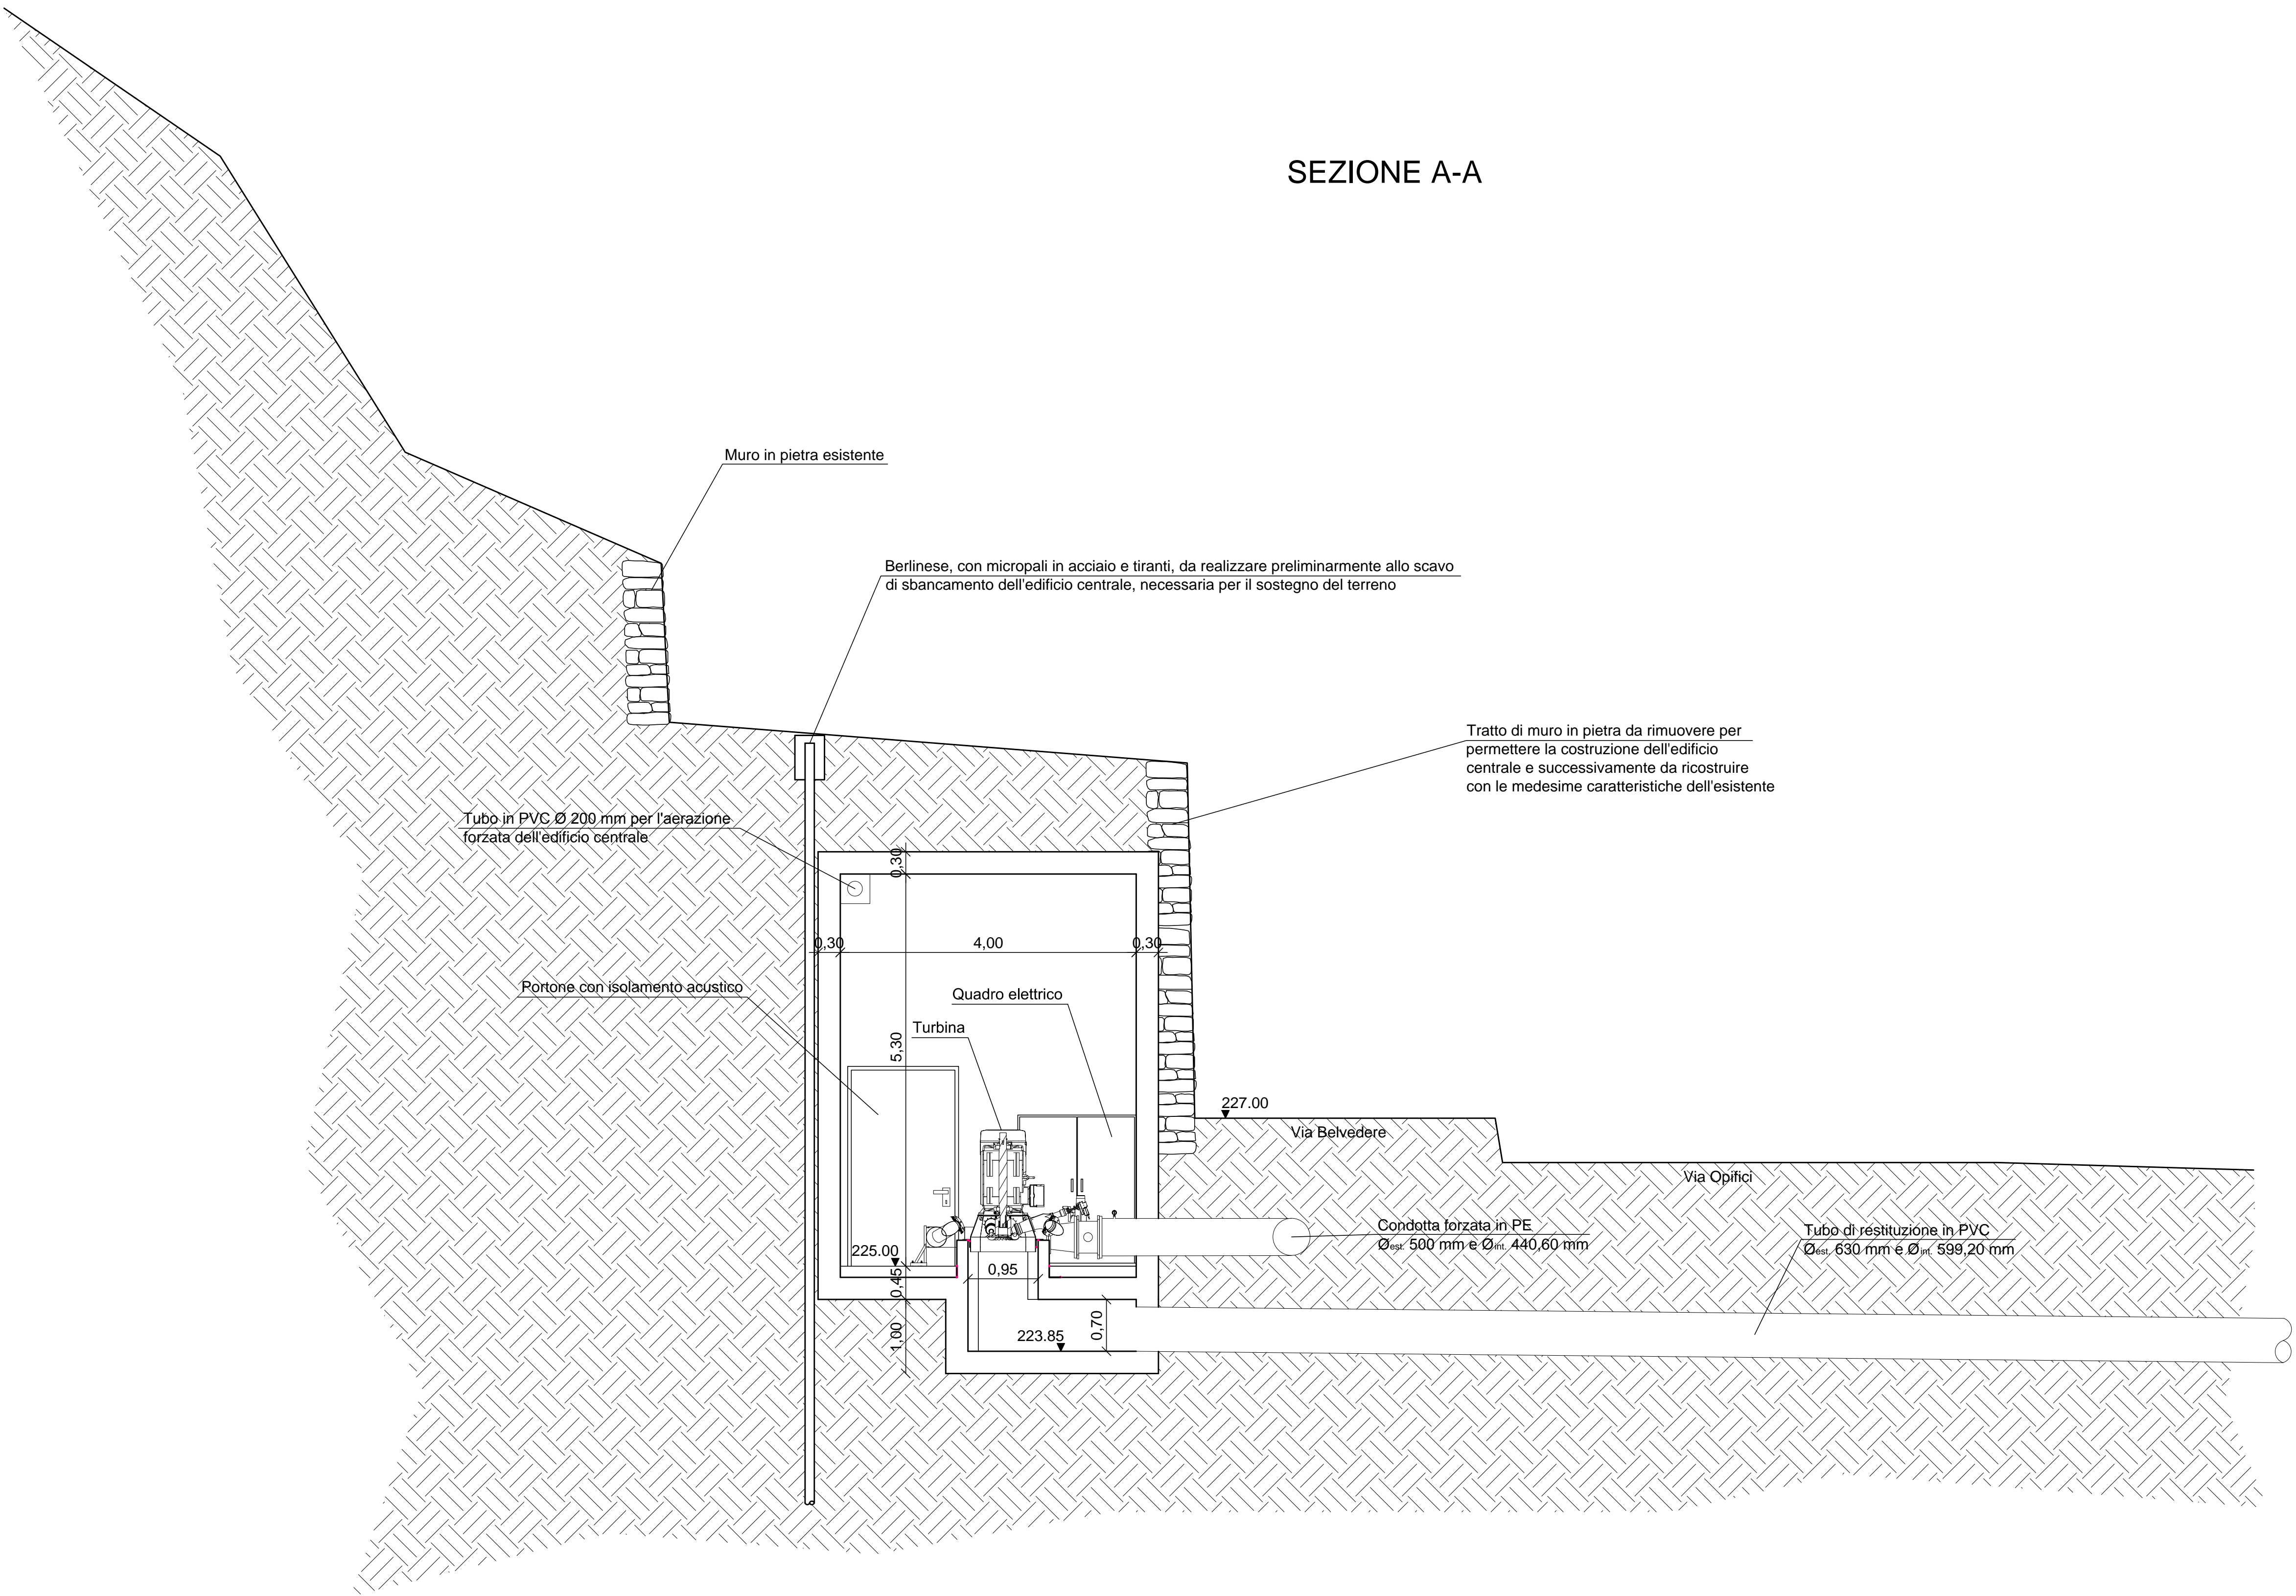 SEZIONE A-A
Muro in pietra esistente
Berlinese, con micropali in acciaio e tiranti, da realizzare preliminarmente allo scavo
di sbancamento dell'edificio centrale, necessaria per il sostegno del terreno
Tratto di muro in pietra da rimuovere per
permettere la costruzione dell'edificio
centrale e successivamente da ricostruire
con le medesime caratteristiche dell'esistente
Tubo in PVC Ø 200 mm per l'aerazione
forzata dell'edificio centrale
0,30
0,30
4,00
0,30
Portone con isolamento acustico
Quadro elettrico
Turbina
5,30
227.00
Via Belvedere
Via Opifici
Condotta forzata in PE
Øest. 500 mm e Øint. 440,60 mm
Tubo di restituzione in PVC
Øest. 630 mm e Øint. 599,20 mm
225.00
0,95
0,45
1,00
223.85
0,70